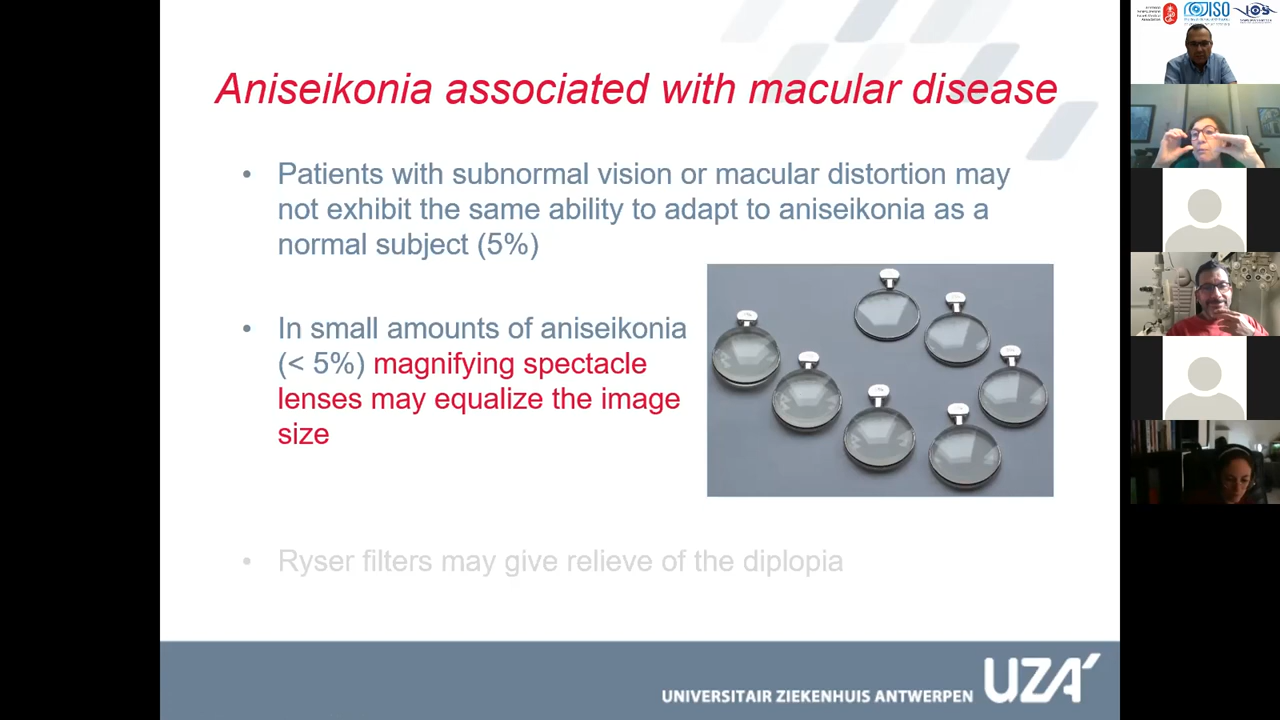 Aniseikonia associated with macular disease
• Patients with subnormal vision or macular distortion may
not exhibit the same ability to adapt to aniseikonia as a
normal subject (5%)
• In small amounts of aniseikonia
(< 5%) magnifying spectacle
lenses may equalize the image
size
• Ryser filters may give relieve of the diplopia
UNIVERSITAIR ZIEKENHUIS ANTWERPEN
UZA'
ISO
IOS